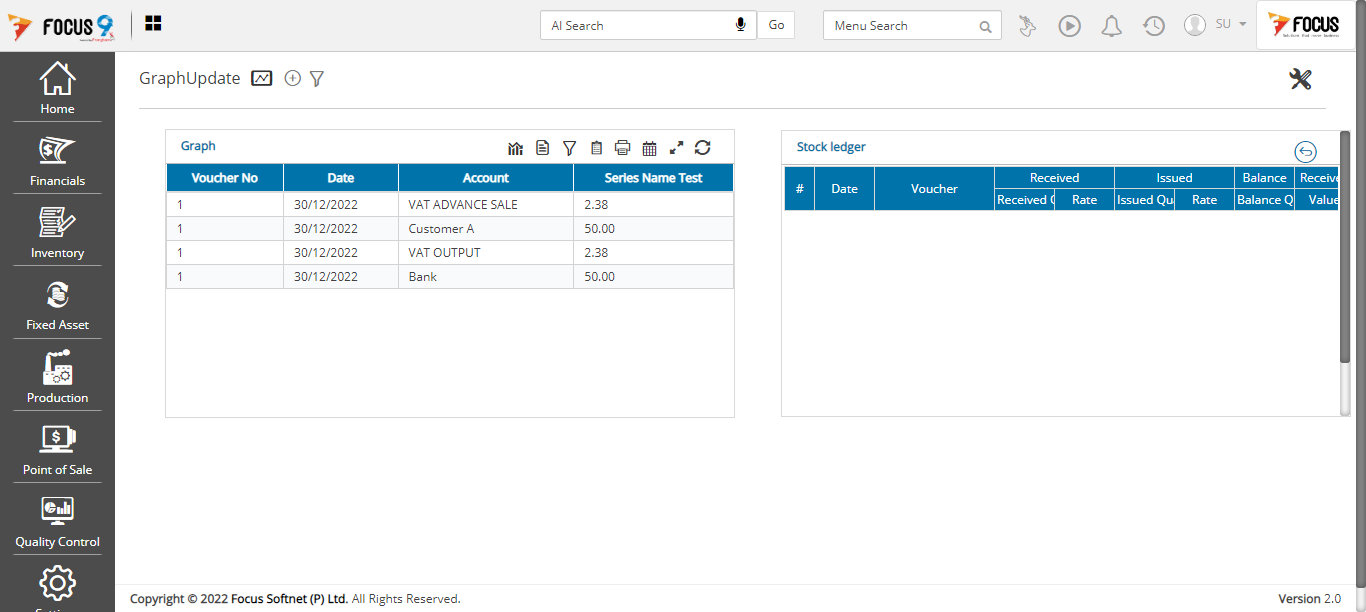 FOCUS 9
AI Search
Go
Menu Search
SU
FOCUS
Home
Financials
Inventory
Fixed Asset
Production
Point of Sale
Quality Control
GraphUpdate
Graph
Voucher No Date Account Series Name Test
1 30/12/2022 VAT ADVANCE SALE 2.38
1 30/12/2022 Customer A 50.00
1 30/12/2022 VAT OUTPUT 2.38
1 30/12/2022 Bank 50.00
Stock ledger
# Date Voucher
Received Issued Balance Receive
Received Rate Issued Qu Rate Balance Q Value
Copyright © 2022 Focus Softnet (P) Ltd. All Rights Reserved.
Version 2.0